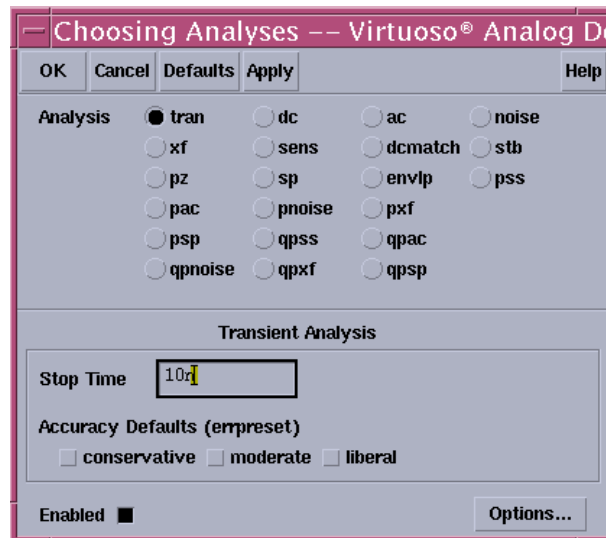 Choosing Analyses -- Virtuoso® Analog De
OK Cancel Defaults Apply Help
Analysis tran dc ac noise
xf sens dcmatch stb
pz sp envlp pss
pac pnoise pxf
psp qpss qpac
qpnoise qpxf qpsp
Transient Analysis
Stop Time 10n
Accuracy Defaults (errpreset)
conservative moderate liberal
Enabled Options...